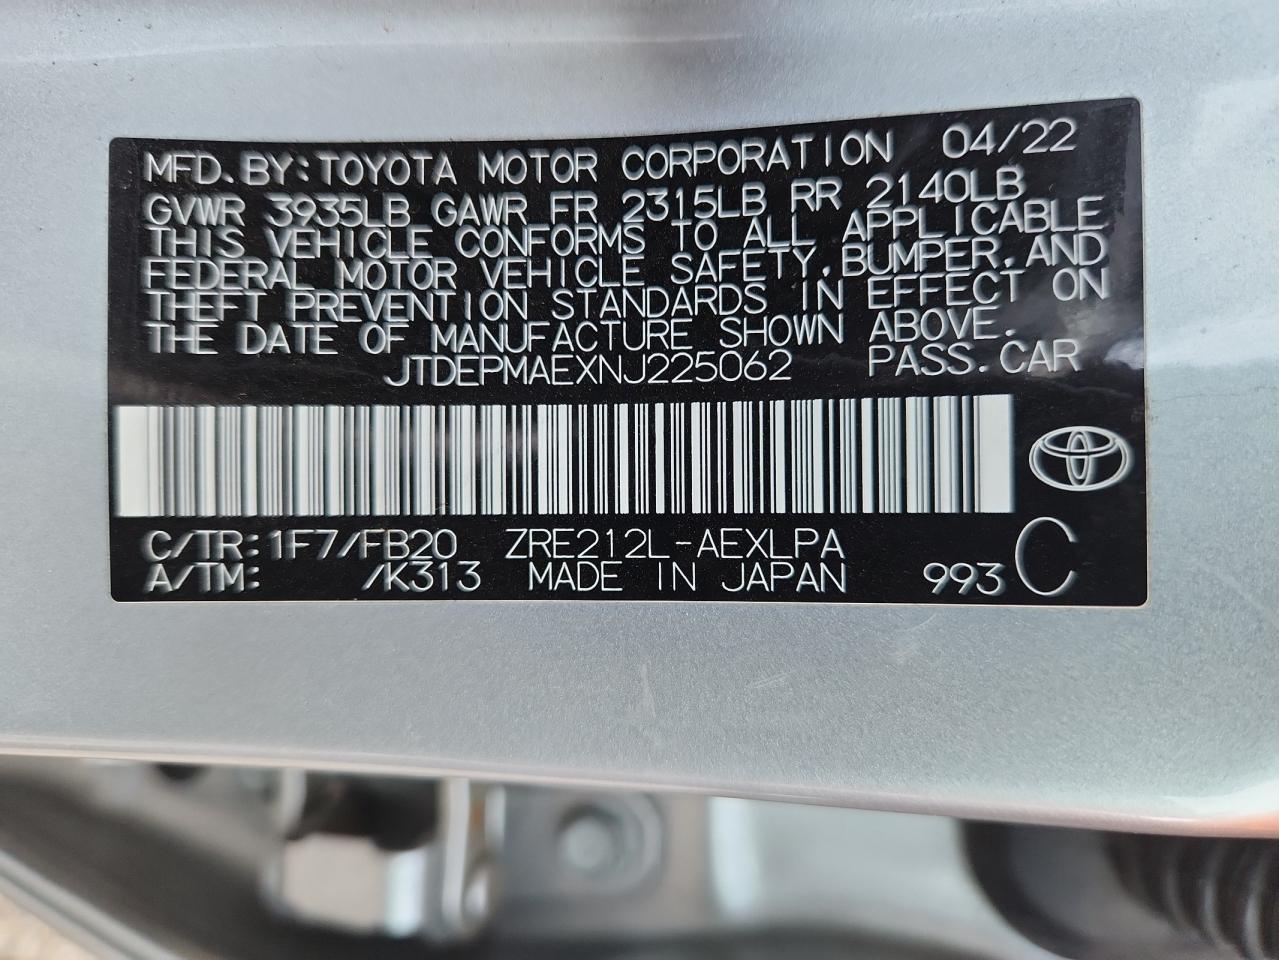 MFD.BY:TOYOTA MOTOR CORPORATION 04/22
GVWR 3935LB GAWR FR 2315LB RR 2140LB
THIS VEHICLE CONFORMS TO ALL APPLICABLE
FEDERAL MOTOR VEHICLE SAFETY,BUMPER,AND
THEFT PREVENTION STANDARDS IN EFFECT ON
THE DATE OF MANUFACTURE SHOWN ABOVE.
JTDEPMAEXNJ225062 PASS.CAR
C/TR:1F7/FB20 ZRE212L-AEXLPA
A/TM: /K313 MADE IN JAPAN 993 C